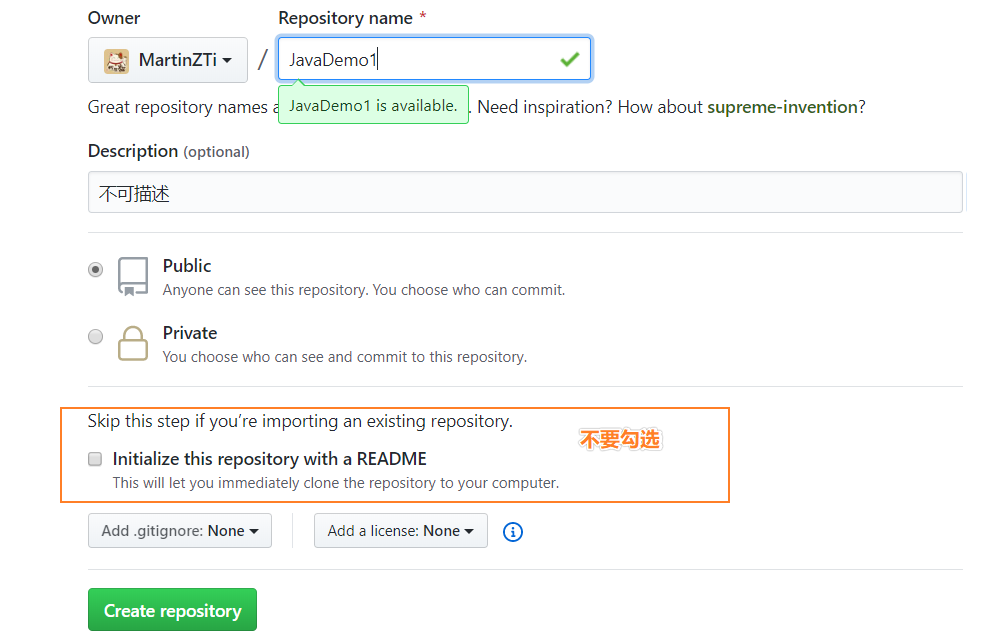 Owner
Repository name *
MartinZTi / JavaDemo1
Great repository names a
JavaDemo1 is available.
. Need inspiration? How about supreme-invention?
Description (optional)
不可描述
Public
Anyone can see this repository. You choose who can commit.
Private
You choose who can see and commit to this repository.
Skip this step if you’re importing an existing repository.
不要勾选
Initialize this repository with a README
This will let you immediately clone the repository to your computer.
Add .gitignore: None
Add a license: None
Create repository